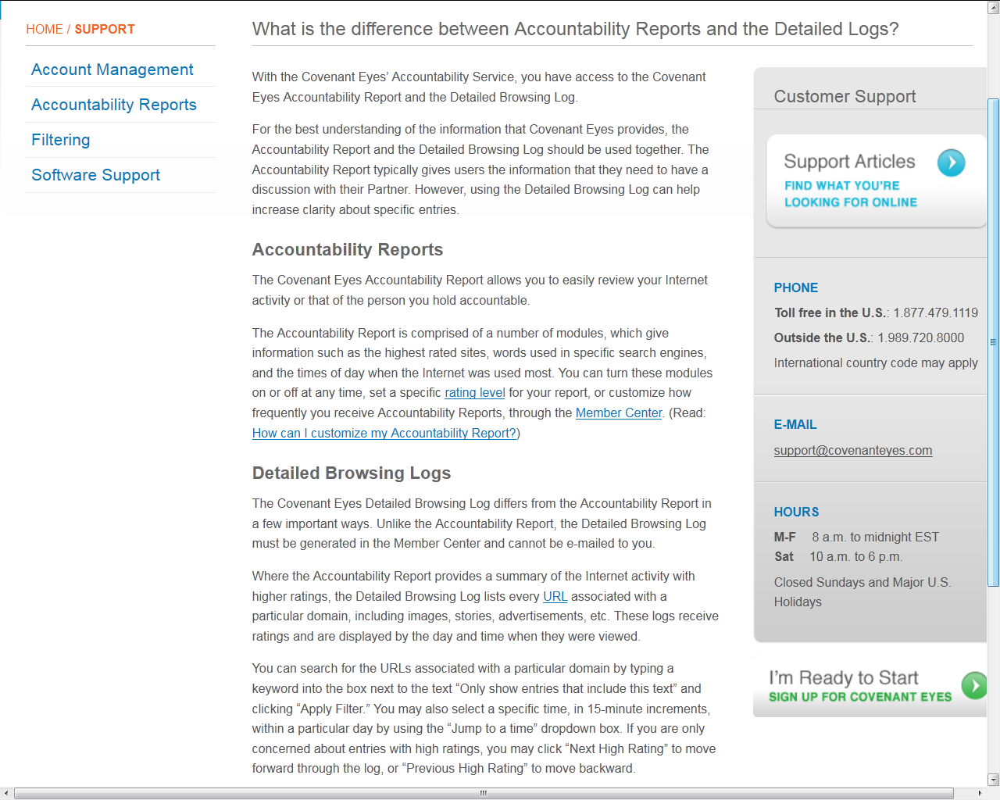 HOME / SUPPORT
Account Management
Accountability Reports
Filtering
Software Support
What is the difference between Accountability Reports and the Detailed Logs?
With the Covenant Eyes’ Accountability Service, you have access to the Covenant
Eyes Accountability Report and the Detailed Browsing Log.
For the best understanding of the information that Covenant Eyes provides, the
Accountability Report and the Detailed Browsing Log should be used together. The
Accountability Report typically gives users the information that they need to have a
discussion with their Partner. However, using the Detailed Browsing Log can help
increase clarity about specific entries.
Accountability Reports
The Covenant Eyes Accountability Report allows you to easily review your Internet
activity or that of the person you hold accountable.
The Accountability Report is comprised of a number of modules, which give
information such as the highest rated sites, words used in specific search engines,
and the times of day when the Internet was used most. You can turn these modules
on or off at any time, set a specific rating level for your report, or customize how
frequently you receive Accountability Reports, through the Member Center. (Read:
How can I customize my Accountability Report?)
Detailed Browsing Logs
The Covenant Eyes Detailed Browsing Log differs from the Accountability Report in
a few important ways. Unlike the Accountability Report, the Detailed Browsing Log
must be generated in the Member Center and cannot be e-mailed to you.
Where the Accountability Report provides a summary of the Internet activity with
higher ratings, the Detailed Browsing Log lists every URL associated with a
particular domain, including images, stories, advertisements, etc. These logs receive
ratings and are displayed by the day and time when they were viewed.
You can search for the URLs associated with a particular domain by typing a
keyword into the box next to the text “Only show entries that include this text” and
clicking “Apply Filter.” You may also select a specific time, in 15-minute increments,
within a particular day by using the “Jump to a time” dropdown box. If you are only
concerned about entries with high ratings, you may click “Next High Rating” to move
forward through the log, or “Previous High Rating” to move backward.
Customer Support
Support Articles
FIND WHAT YOU'RE
LOOKING FOR ONLINE
PHONE
Toll free in the U.S.: 1.877.479.1119
Outside the U.S.: 1.989.720.8000
International country code may apply
E-MAIL
support@covenanteyes.com
HOURS
M-F 8 a.m. to midnight EST
Sat 10 a.m. to 6 p.m.
Closed Sundays and Major U.S.
Holidays
I'm Ready to Start
SIGN UP FOR COVENANT EYES